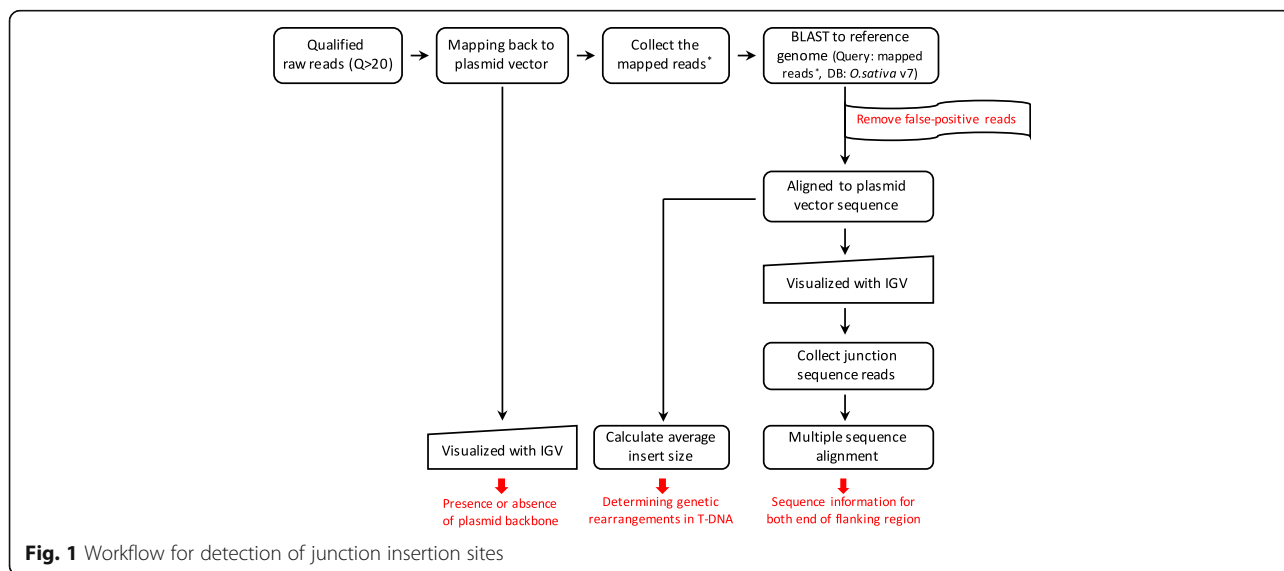 Qualified
raw reads (Q>20)
Mapping back to
plasmid vector
Collect the
mapped reads*
BLAST to reference
genome (Query: mapped
reads*, DB: O.sativa v7)
Remove false-positive reads
Aligned to plasmid
vector sequence
Visualized with IGV
Collect junction
sequence reads
Visualized with IGV
Calculate average
insert size
Multiple sequence
alignment
Presence or absence
of plasmid backbone
Determining genetic
rearrangements in T-DNA
Sequence information for
both end of flanking region
Fig. 1 Workflow for detection of junction insertion sites